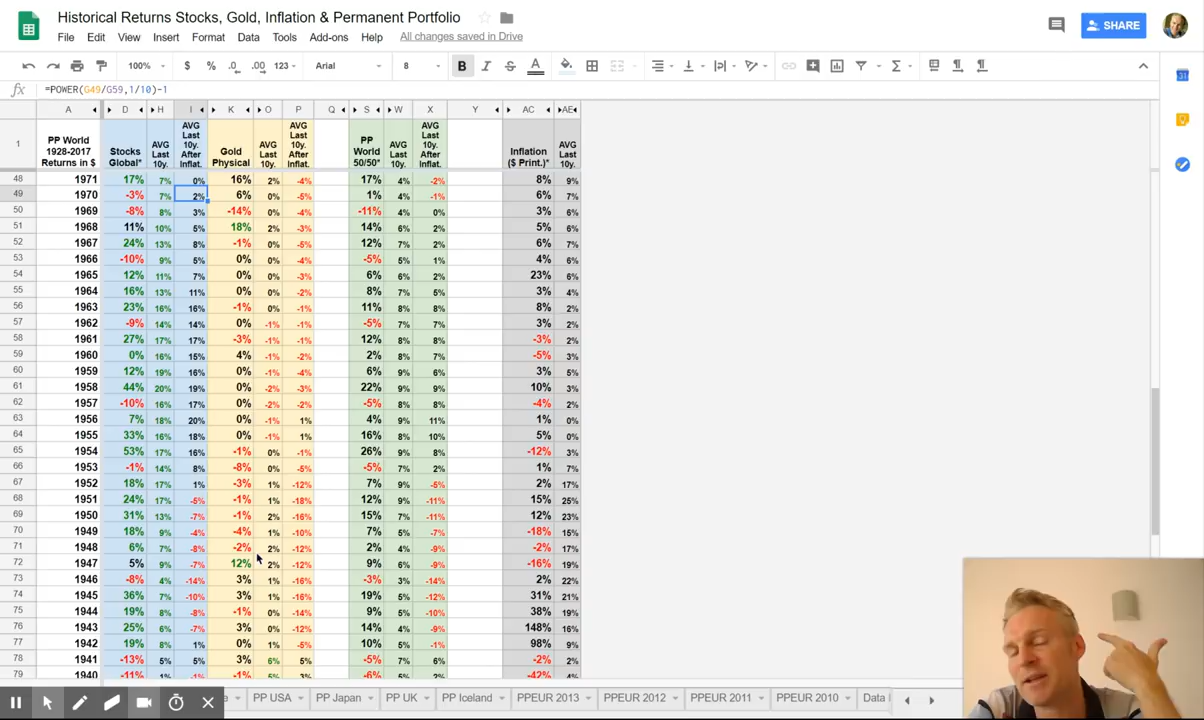 Historical Returns Stocks, Gold, Inflation & Permanent Portfolio
File Edit View Insert Format Data Tools Add-ons Help All changes saved in Drive
SHARE
100% $ % .0 .00 123 Arial 8 B I S A Σ
fx =POWER(G49/G59,1/10)-1
A D H I K O P Q S W X Y AC AE
1 PP World 1928-2017 Returns in $ Stocks Global* AVG Last 10y. AVG Last 10y. After Inflat. Gold Physical AVG Last 10y. AVG Last 10y. After Inflat. PP World 50/50* AVG Last 10y. AVG Last 10y. After Inflat. Inflation ($ Print.)* AVG Last 10y.
48 1971 17% 7% 0% 16% 2% -4% 17% 4% -2% 8% 9%
49 1970 -3% 7% 2% 6% 0% -5% 1% 4% -1% 6% 7%
50 1969 -8% 8% 3% -14% 0% -4% -11% 4% 0% 3% 6%
51 1968 11% 10% 5% 18% 2% -3% 14% 6% 2% 5% 6%
52 1967 24% 13% 8% -1% 0% -5% 12% 7% 2% 6% 7%
53 1966 -10% 9% 5% 0% 0% -4% -5% 5% 1% 4% 6%
54 1965 12% 11% 7% 0% 0% -3% 6% 6% 2% 23% 6%
55 1964 16% 13% 11% 0% 0% -2% 8% 7% 5% 3% 4%
56 1963 23% 16% 16% -1% 0% -1% 11% 8% 8% 8% 2%
57 1962 -9% 14% 14% 0% -1% -1% -5% 7% 7% 3% 2%
58 1961 27% 17% 17% -3% -1% -1% 12% 8% 8% -3% 2%
59 1960 0% 16% 15% 4% -1% -2% 2% 8% 7% -5% 3%
60 1959 12% 19% 16% 0% -1% -4% 6% 9% 6% 3% 5%
61 1958 44% 20% 19% 0% -2% -3% 22% 9% 9% 10% 3%
62 1957 -10% 16% 17% 0% -2% -2% -5% 8% 8% -4% 2%
63 1956 7% 18% 20% 0% -1% 1% 4% 9% 11% 1% 0%
64 1955 33% 16% 18% 0% -1% 1% 16% 8% 10% 5% 0%
65 1954 53% 17% 16% -1% 0% -1% 26% 9% 8% -12% 3%
66 1953 -1% 14% 8% -8% 0% -5% -5% 7% 2% 1% 7%
67 1952 18% 17% 1% -3% 1% -12% 7% 9% -5% 2% 17%
68 1951 24% 17% -5% -1% 1% -18% 12% 9% -11% 15% 25%
69 1950 31% 13% -7% -1% 2% -16% 15% 7% -11% 12% 23%
70 1949 18% 9% -4% -4% 1% -10% 7% 5% -7% -18% 15%
71 1948 6% 7% -8% -2% 2% -12% 2% 4% -9% -2% 17%
72 1947 5% 9% -7% 12% 2% -12% 9% 6% -9% -16% 19%
73 1946 -8% 4% -14% 3% 1% -16% -3% 3% -14% 2% 22%
74 1945 36% 7% -10% 3% 1% -16% 19% 5% -12% 31% 21%
75 1944 19% 8% -8% -1% 0% -14% 9% 5% -10% 38% 19%
76 1943 25% 6% -7% 3% 0% -12% 14% 4% -9% 148% 16%
77 1942 19% 8% 1% 0% 1% -5% 10% 5% -1% 98% 9%
78 1941 -13% 5% 5% 3% 6% 5% -5% 7% 6% -2% 2%
79 1940 -11% 1% -1% -1% 5% 3% -6% 5% 2% -42% 4%
PP USA PP Japan PP UK PP Iceland PPEUR 2013 PPEUR 2012 PPEUR 2011 PPEUR 2010 Data